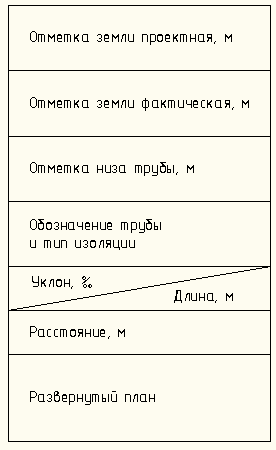 Отметка земли проектная, м
Отметка земли фактическая, м
Отметка низа трубы, м
Обозначение трубы
и тип изоляции
Уклон, ‰
Длина, м
Расстояние, м
Развернутый план